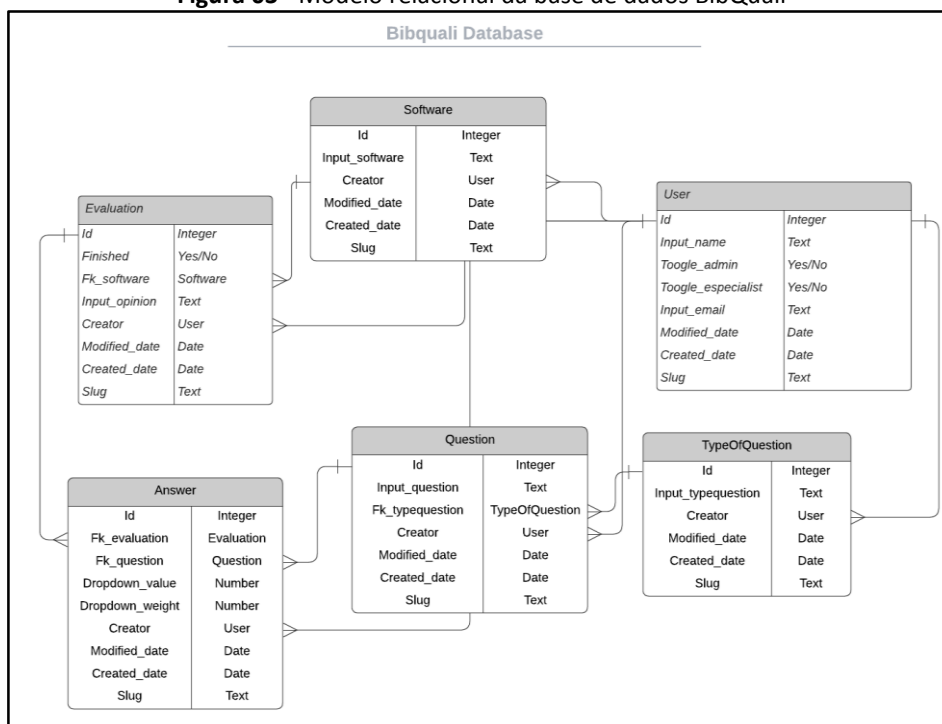 Figura 03 - Modelo relacional da base de dados BibQuali
Bibquali Database
Software
Id Integer
Input_software Text
Creator User
Modified_date Date
Created_date Date
Slug Text
Evaluation
Id Integer
Finished Yes/No
Fk_software Software
Input_opinion Text
Creator User
Modified_date Date
Created_date Date
Slug Text
User
Id Integer
Input_name Text
Toogle_admin Yes/No
Toogle_especialist Yes/No
Input_email Text
Modified_date Date
Created_date Date
Slug Text
Question
Id Integer
Input_question Text
Fk_typequestion TypeOfQuestion
Creator User
Modified_date Date
Created_date Date
Slug Text
TypeOfQuestion
Id Integer
Input_typequestion Text
Creator User
Modified_date Date
Created_date Date
Slug Text
Answer
Id Integer
Fk_evaluation Evaluation
Fk_question Question
Dropdown_value Number
Dropdown_weight Number
Creator User
Modified_date Date
Created_date Date
Slug Text